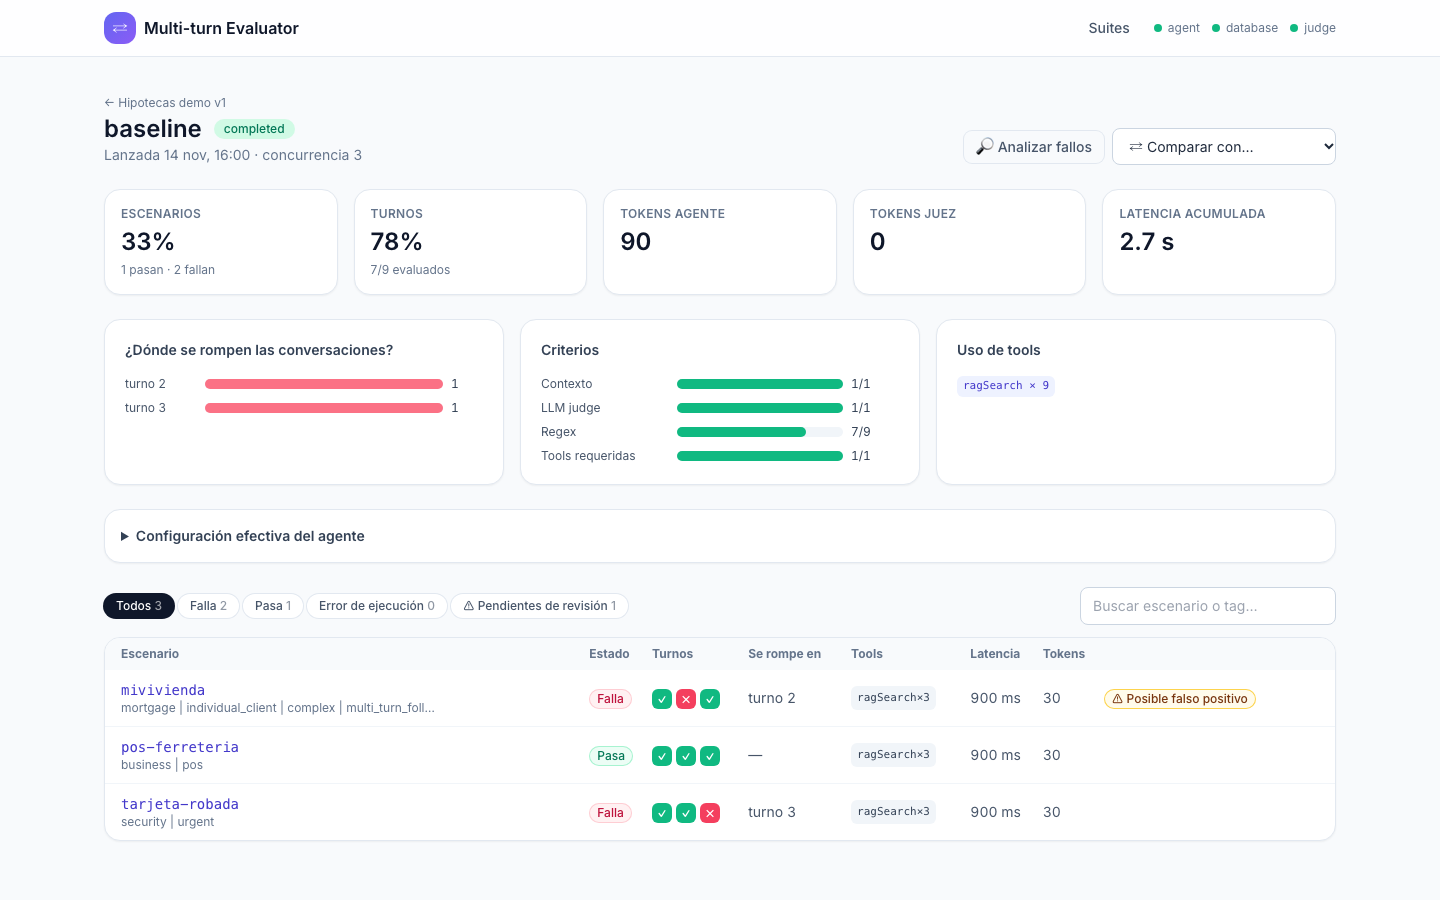 Multi-turn Evaluator
Suites
agent
database
judge
← Hipotecas demo v1
baseline
completed
Lanzada 14 nov, 16:00 · concurrencia 3
🔎 Analizar fallos
⇄ Comparar con…
ESCENARIOS
33%
1 pasan · 2 fallan
TURNOS
78%
7/9 evaluados
TOKENS AGENTE
90
TOKENS JUEZ
0
LATENCIA ACUMULADA
2.7 s
¿Dónde se rompen las conversaciones?
turno 2 1
turno 3 1
Criterios
Contexto 1/1
LLM judge 1/1
Regex 7/9
Tools requeridas 1/1
Uso de tools
ragSearch × 9
▶ Configuración efectiva del agente
Todos 3
Falla 2
Pasa 1
Error de ejecución 0
⚠ Pendientes de revisión 1
Buscar escenario o tag…
Escenario Estado Turnos Se rompe en Tools Latencia Tokens
mivivienda
mortgage | individual_client | complex | multi_turn_foll…
Falla turno 2 ragSearch×3 900 ms 30 ⚠ Posible falso positivo
pos-ferreteria
business | pos
Pasa — ragSearch×3 900 ms 30
tarjeta-robada
security | urgent
Falla turno 3 ragSearch×3 900 ms 30